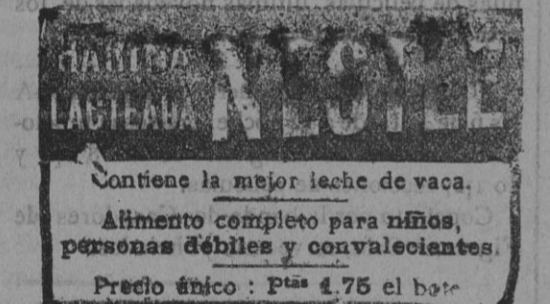 HARINA
LACTEADA NESTLÉ
Contiene la mejor leche de vaca.
Alimento completo para niños,
personas débiles y convalecientes.
Precio único : Ptas 1.75 el bote